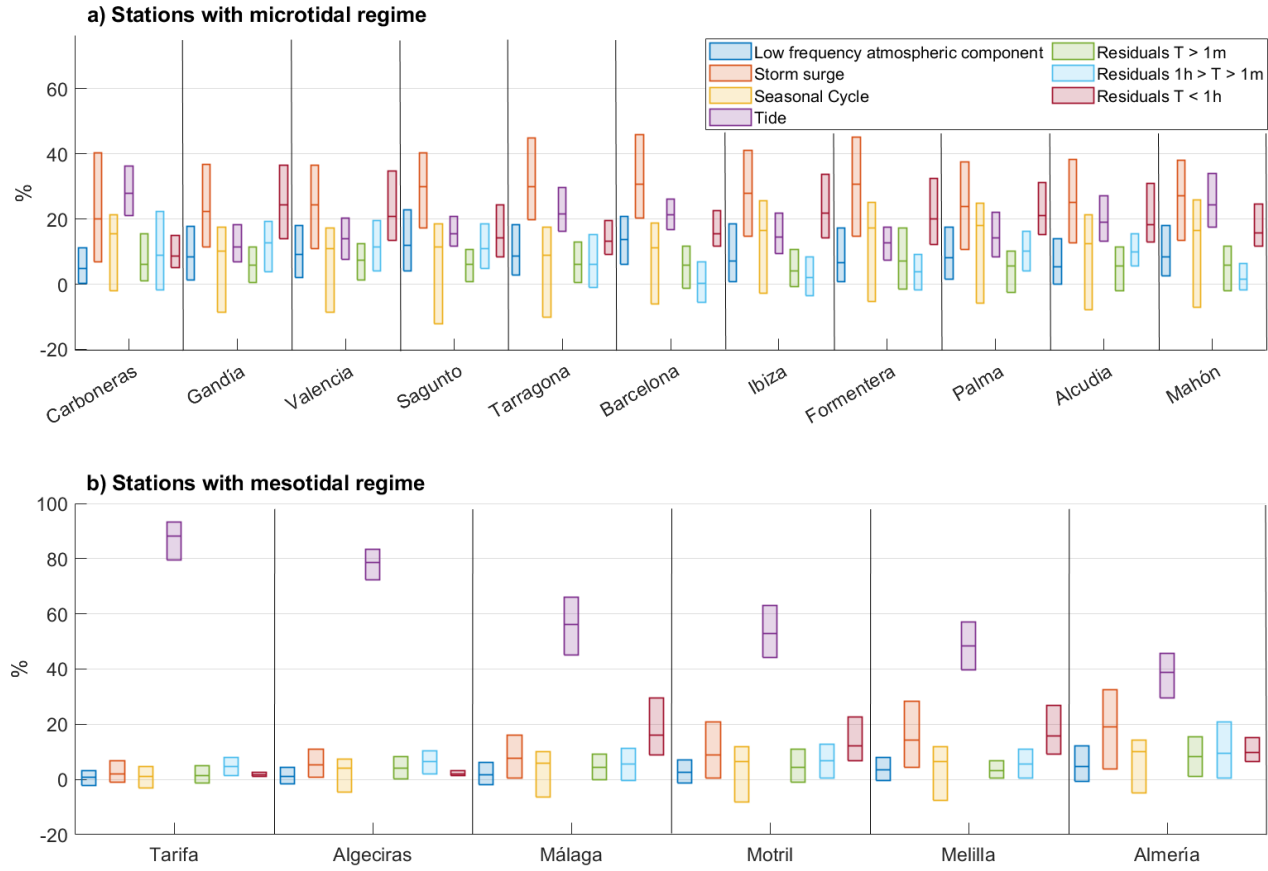 a) Stations with microtidal regime
Low frequency atmospheric component
Storm surge
Seasonal Cycle
Tide
Residuals T > 1m
Residuals 1h > T > 1m
Residuals T < 1h
60
40
20
0
-20
%
Carboneras
Gandía
Valencia
Sagunto
Tarragona
Barcelona
Ibiza
Formentera
Palma
Alcudia
Mahón
b) Stations with mesotidal regime
100
80
60
40
20
0
-20
%
Tarifa
Algeciras
Málaga
Motril
Melilla
Almería